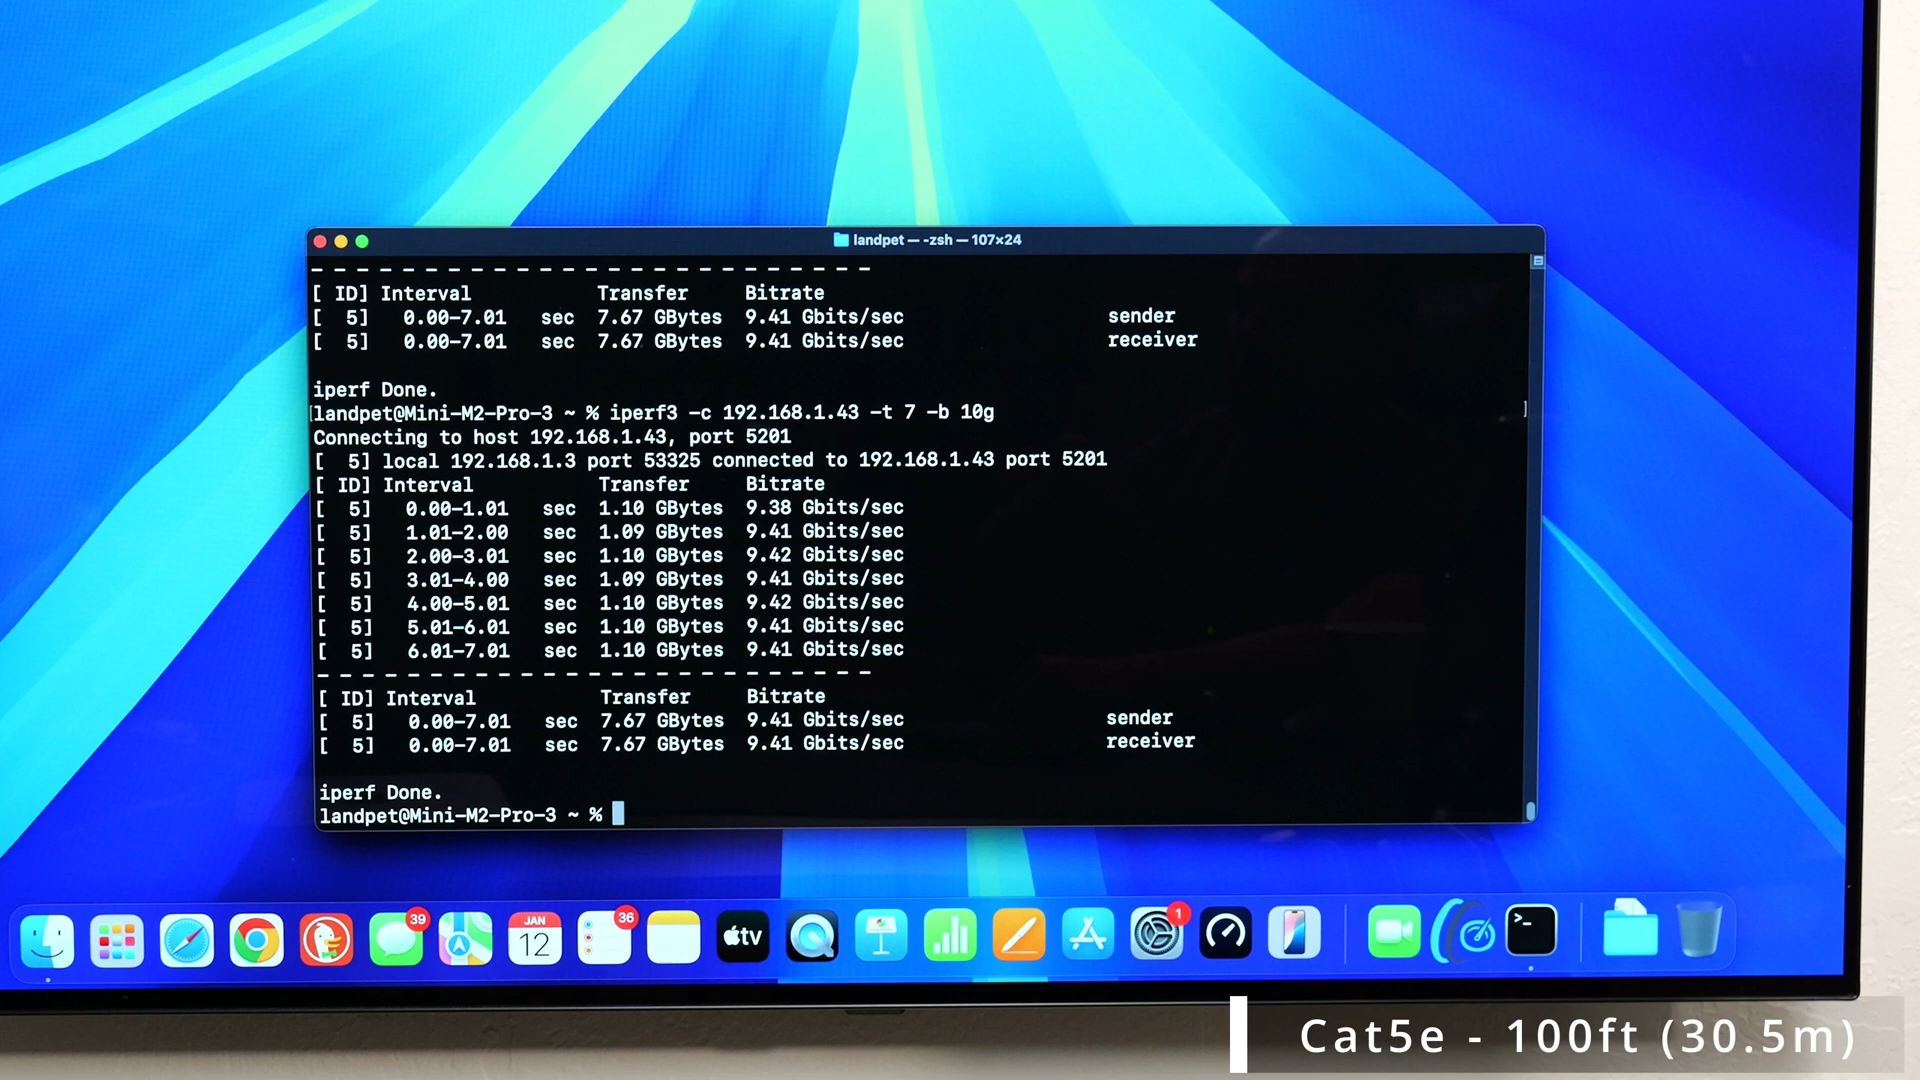 landpet — -zsh — 107×24
- - - - - - - - - - - - - - - - - - - - - - - - -
[ ID] Interval Transfer Bitrate
[ 5] 0.00-7.01 sec 7.67 GBytes 9.41 Gbits/sec sender
[ 5] 0.00-7.01 sec 7.67 GBytes 9.41 Gbits/sec receiver
iperf Done.
[landpet@Mini-M2-Pro-3 ~ % iperf3 -c 192.168.1.43 -t 7 -b 10g ]
Connecting to host 192.168.1.43, port 5201
[ 5] local 192.168.1.3 port 53325 connected to 192.168.1.43 port 5201
[ ID] Interval Transfer Bitrate
[ 5] 0.00-1.01 sec 1.10 GBytes 9.38 Gbits/sec
[ 5] 1.01-2.00 sec 1.09 GBytes 9.41 Gbits/sec
[ 5] 2.00-3.01 sec 1.10 GBytes 9.42 Gbits/sec
[ 5] 3.01-4.00 sec 1.09 GBytes 9.41 Gbits/sec
[ 5] 4.00-5.01 sec 1.10 GBytes 9.42 Gbits/sec
[ 5] 5.01-6.01 sec 1.10 GBytes 9.41 Gbits/sec
[ 5] 6.01-7.01 sec 1.10 GBytes 9.41 Gbits/sec
- - - - - - - - - - - - - - - - - - - - - - - - -
[ ID] Interval Transfer Bitrate
[ 5] 0.00-7.01 sec 7.67 GBytes 9.41 Gbits/sec sender
[ 5] 0.00-7.01 sec 7.67 GBytes 9.41 Gbits/sec receiver
iperf Done.
landpet@Mini-M2-Pro-3 ~ %
39
JAN
12
36
tv
1
>_
Cat5e - 100ft (30.5m)